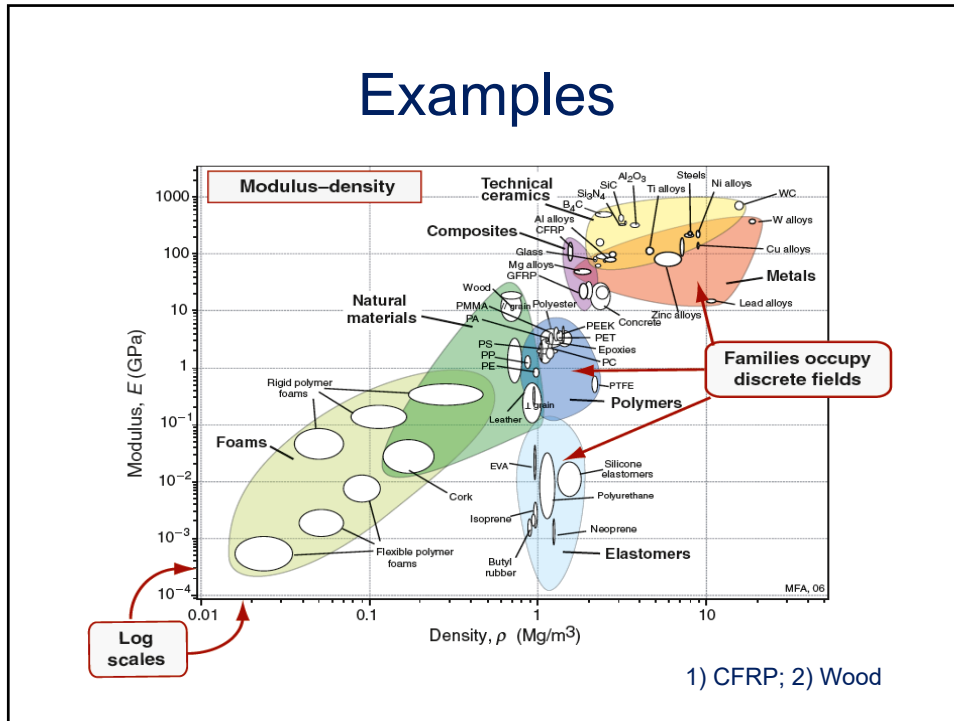 Examples
Modulus–density
Technical
ceramics
Composites
Natural
materials
Foams
Metals
Polymers
Elastomers
Al₂O₃
SiC
Si₃N₄
B₄C
Steels
Ti alloys
Ni alloys
WC
W alloys
Al alloys
CFRP
Glass
Mg alloys
GFRP
Cu alloys
Lead alloys
Zinc alloys
Concrete
Wood
// grain
Polyester
PMMA
PA
PEEK
PET
Epoxies
PC
PS
PP
PE
PTFE
Leather
⊥ grain
Rigid polymer
foams
Cork
EVA
Silicone
elastomers
Polyurethane
Isoprene
Neoprene
Butyl
rubber
Flexible polymer
foams
Families occupy
discrete fields
Modulus, E (GPa)
1000
100
10
1
10⁻¹
10⁻²
10⁻³
10⁻⁴
0.01
0.1
1
10
Density, ρ (Mg/m³)
MFA, 06
Log
scales
1) CFRP; 2) Wood